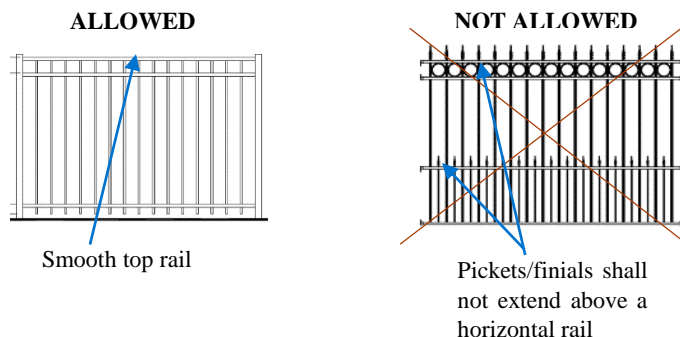 ALLOWED
NOT ALLOWED
Smooth top rail
Pickets/finials shall
not extend above a
horizontal rail